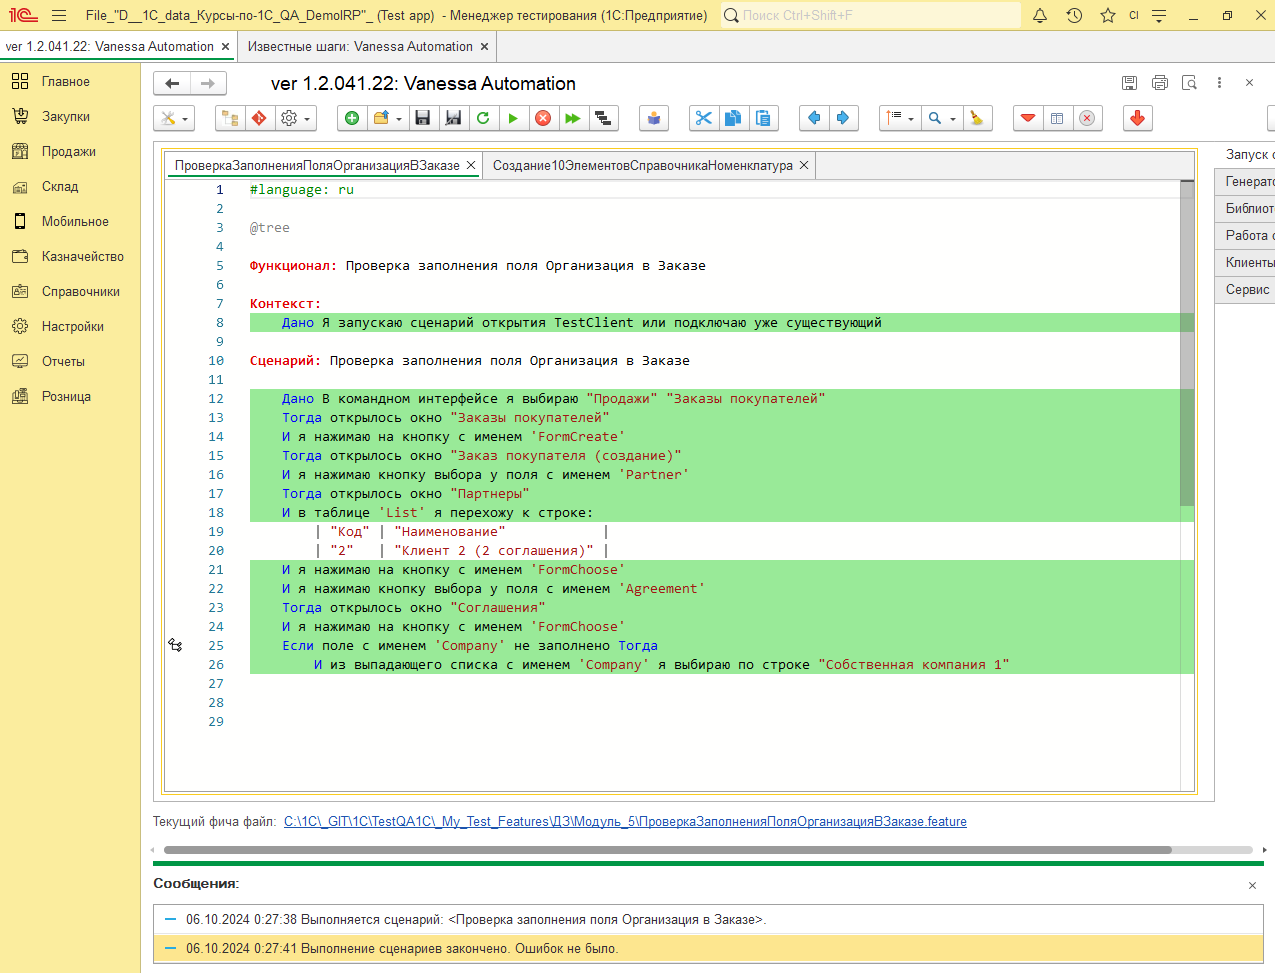 File_"D__1C_data_Курсы-по-1С_QA_DemoIRP"_ (Test app) - Менеджер тестирования (1С:Предприятие)
Поиск Ctrl+Shift+F
CI
ver 1.2.041.22: Vanessa Automation ×
Известные шаги: Vanessa Automation ×
Главное
Закупки
Продажи
Склад
Мобильное
Казначейство
Справочники
Настройки
Отчеты
Розница
ver 1.2.041.22: Vanessa Automation
ПроверкаЗаполненияПоляОрганизацияВЗаказе ×
Создание10ЭлементовСправочникаНоменклатура ×
1 #language: ru
2
3 @tree
4
5 Функционал: Проверка заполнения поля Организация в Заказе
6
7 Контекст:
8 Дано Я запускаю сценарий открытия TestClient или подключаю уже существующий
9
10 Сценарий: Проверка заполнения поля Организация в Заказе
11
12 Дано В командном интерфейсе я выбираю "Продажи" "Заказы покупателей"
13 Тогда открылось окно "Заказы покупателей"
14 И я нажимаю на кнопку с именем 'FormCreate'
15 Тогда открылось окно "Заказ покупателя (создание)"
16 И я нажимаю кнопку выбора у поля с именем 'Partner'
17 Тогда открылось окно "Партнеры"
18 И в таблице 'List' я перехожу к строке:
19 | "Код" | "Наименование" |
20 | "2" | "Клиент 2 (2 соглашения)" |
21 И я нажимаю на кнопку с именем 'FormChoose'
22 И я нажимаю кнопку выбора у поля с именем 'Agreement'
23 Тогда открылось окно "Соглашения"
24 И я нажимаю на кнопку с именем 'FormChoose'
25 Если поле с именем 'Company' не заполнено Тогда
26 И из выпадающего списка с именем 'Company' я выбираю по строке "Собственная компания 1"
27
28
29
Запуск с
Генерато
Библиот
Работа с
Клиенты
Сервис
Текущий фича файл: C:\1C\_GIT\1C\TestQA1C\_My_Test_Features\ДЗ\Модуль_5\ПроверкаЗаполненияПоляОрганизацияВЗаказе.feature
Сообщения:
06.10.2024 0:27:38 Выполняется сценарий: <Проверка заполнения поля Организация в Заказе>.
06.10.2024 0:27:41 Выполнение сценариев закончено. Ошибок не было.